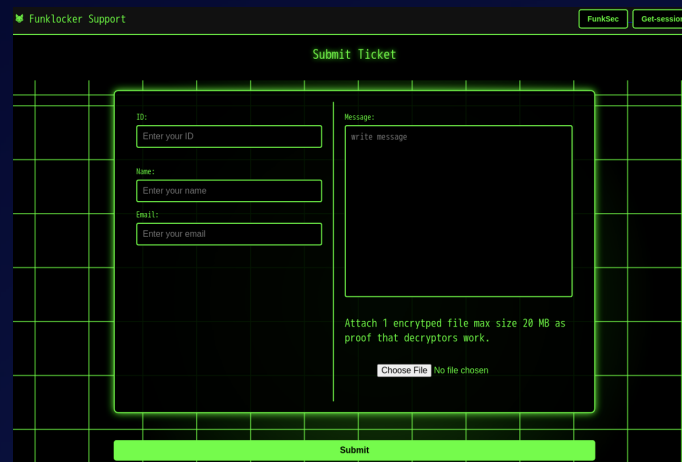 Funklocker Support
FunkSec
Get-session
Submit Ticket
ID:
Enter your ID
Name:
Enter your name
Email:
Enter your email
Message:
write message
Attach 1 encrytped file max size 20 MB as
proof that decryptors work.
Choose File No file chosen
Submit